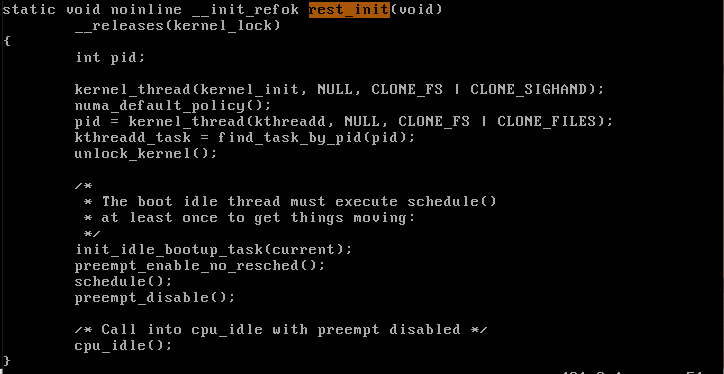 static void noinline __init_refok rest_init(void)
        __releases(kernel_lock)
{
        int pid;

        kernel_thread(kernel_init, NULL, CLONE_FS | CLONE_SIGHAND);
        numa_default_policy();
        pid = kernel_thread(kthreadd, NULL, CLONE_FS | CLONE_FILES);
        kthreadd_task = find_task_by_pid(pid);
        unlock_kernel();

        /*
         * The boot idle thread must execute schedule()
         * at least once to get things moving:
         */
        init_idle_bootup_task(current);
        preempt_enable_no_resched();
        schedule();
        preempt_disable();

        /* Call into cpu_idle with preempt disabled */
        cpu_idle();
}